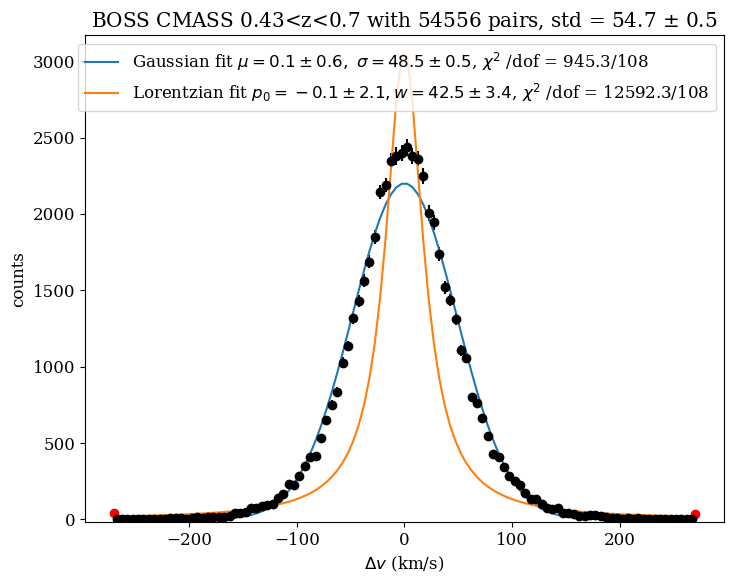 BOSS CMASS 0.43<z<0.7 with 54556 pairs, std = 54.7 ± 0.5
Gaussian fit μ = 0.1 ± 0.6, σ = 48.5 ± 0.5, χ² /dof = 945.3/108
Lorentzian fit p₀ = −0.1 ± 2.1, w = 42.5 ± 3.4, χ² /dof = 12592.3/108
3000
2500
2000
1500
1000
500
0
counts
−200 −100 0 100 200
Δv (km/s)